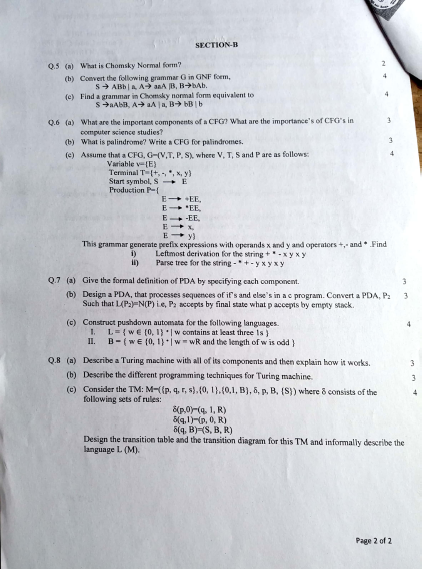 SECTION-B
Q.5 (a) What is Chomsky Normal form? 2
(b) Convert the following grammar G in GNF form, 4
S → ABb | a, A→ aaA |B, B→bAb.
(c) Find a grammar in Chomsky normal form equivalent to 4
S →aAbB, A→ aA | a, B→ bB | b
Q.6 (a) What are the important components of a CFG? What are the importance's of CFG's in 3
computer science studies?
(b) What is palindrome? Write a CFG for palindromes. 3
(c) Assume that a CFG, G=(V,T, P, S), where V, T, S and P are as follows: 4
Variable v={E}
Terminal T={+, -, *, x, y}
Start symbol, S → E
Production P={
E → +EE,
E → *EE,
E → -EE,
E → x,
E → y}
This grammar generate prefix expressions with operands x and y and operators +,- and * .Find
i) Leftmost derivation for the string + * - x y x y
ii) Parse tree for the string - * + - y x y x y
Q.7 (a) Give the formal definition of PDA by specifying each component. 3
(b) Design a PDA, that processes sequences of if's and else's in a c program. Convert a PDA, P2 3
Such that L(P2)=N(P) i.e, P2 accepts by final state what p accepts by empty stack.
(c) Construct pushdown automata for the following languages. 4
I. L = { w ∈ {0, 1} * | w contains at least three 1s }
II. B = { w ∈ {0, 1} * | w = wR and the length of w is odd }
Q.8 (a) Describe a Turing machine with all of its components and then explain how it works. 3
(b) Describe the different programming techniques for Turing machine. 3
(c) Consider the TM: M=({p, q, r, s},{0, 1},{0,1, B}, δ, p, B, {S}) where δ consists of the 4
following sets of rules:
δ(p,0)=(q, 1, R)
δ(q,1)=(p, 0, R)
δ(q, B)=(S, B, R)
Design the transition table and the transition diagram for this TM and informally describe the
language L (M).
Page 2 of 2